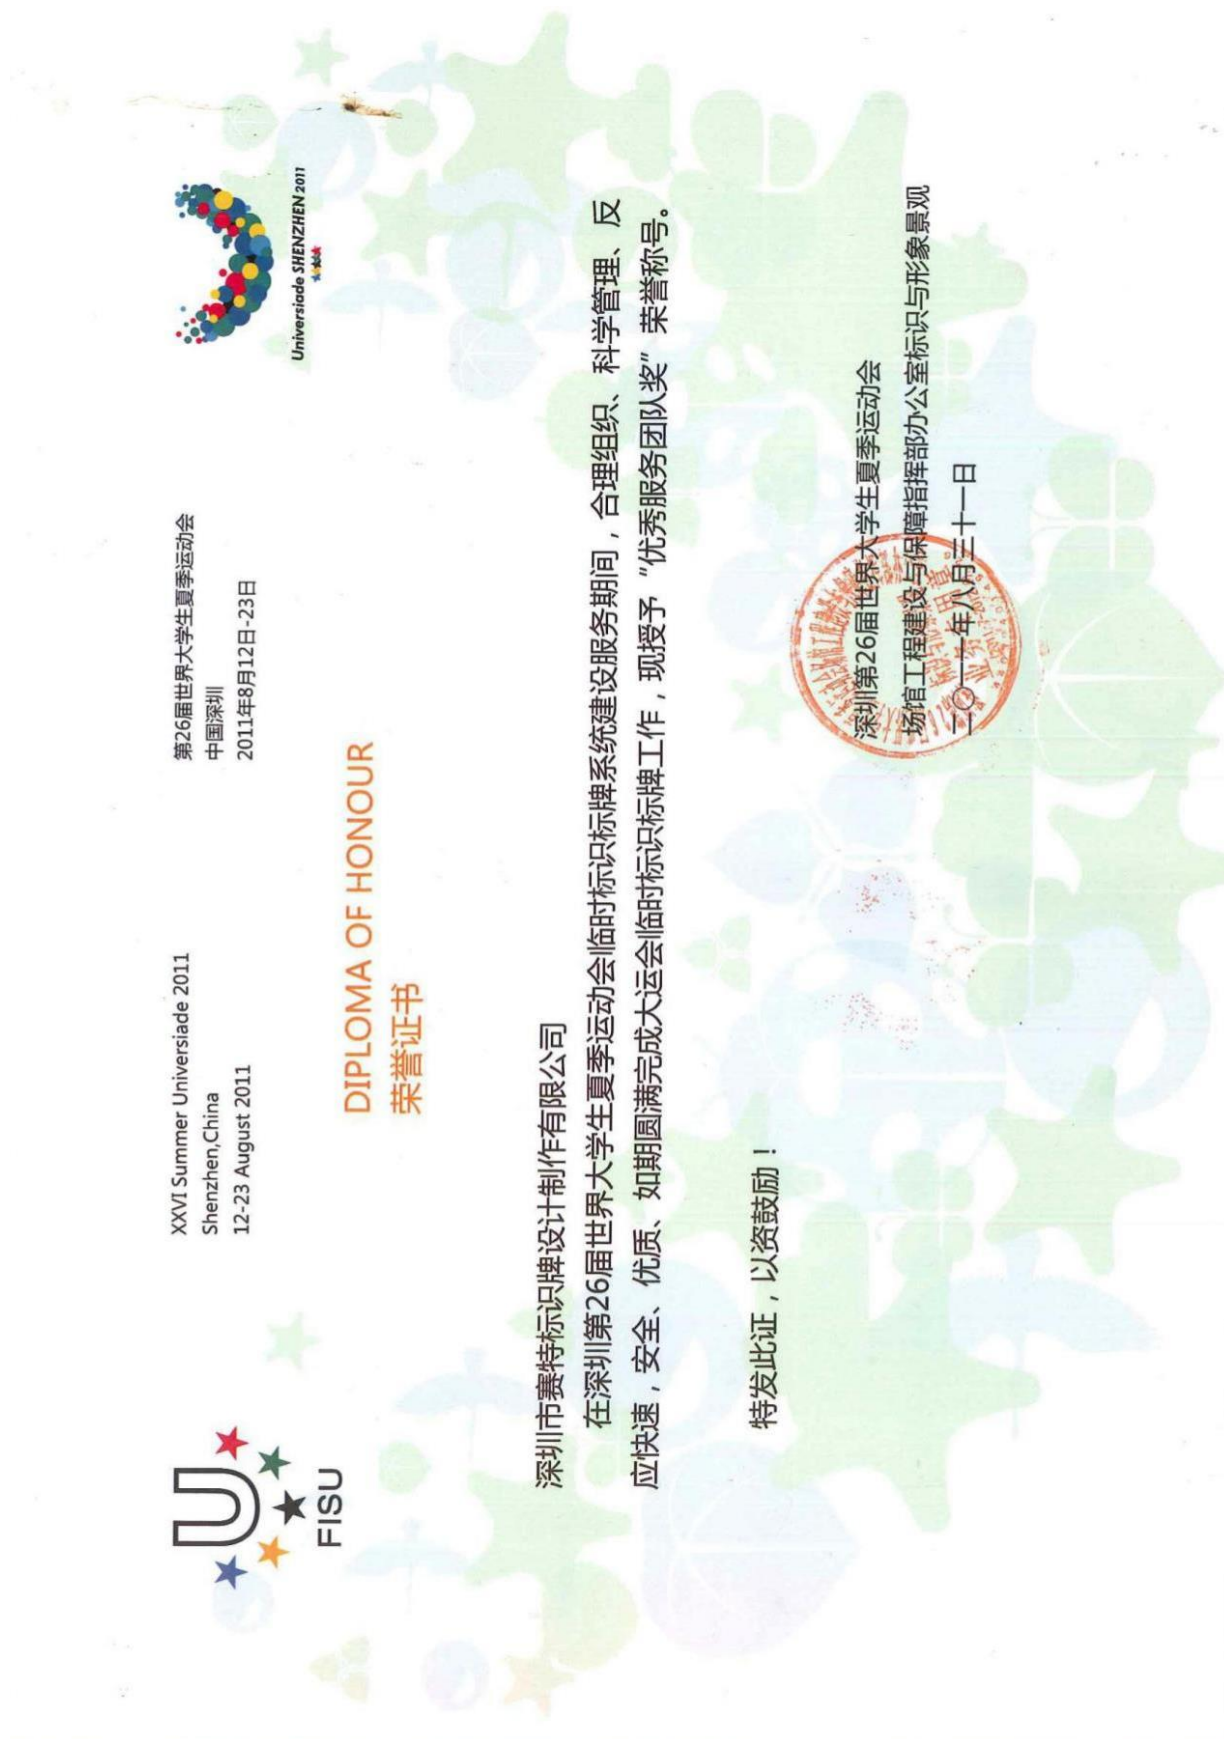 FISU
XXVI Summer Universiade 2011
Shenzhen,China
12-23 August 2011
第26届世界大学生夏季运动会
中国深圳
2011年8月12日-23日
Universiade SHENZHEN 2011
DIPLOMA OF HONOUR
荣誉证书
深圳市赛特标识牌设计制作有限公司
在深圳第26届世界大学生夏季运动会临时标识标牌系统建设服务期间，合理组织、科学管理、反
应快速，安全、优质、如期圆满完成大运会临时标识标牌工作，现授予“优秀服务团队奖”荣誉称号。
特发此证，以资鼓励！
深圳第26届世界大学生夏季运动会
场馆工程建设与保障指挥部办公室标识与形象景观
二〇一一年八月三十一日
业务专用章